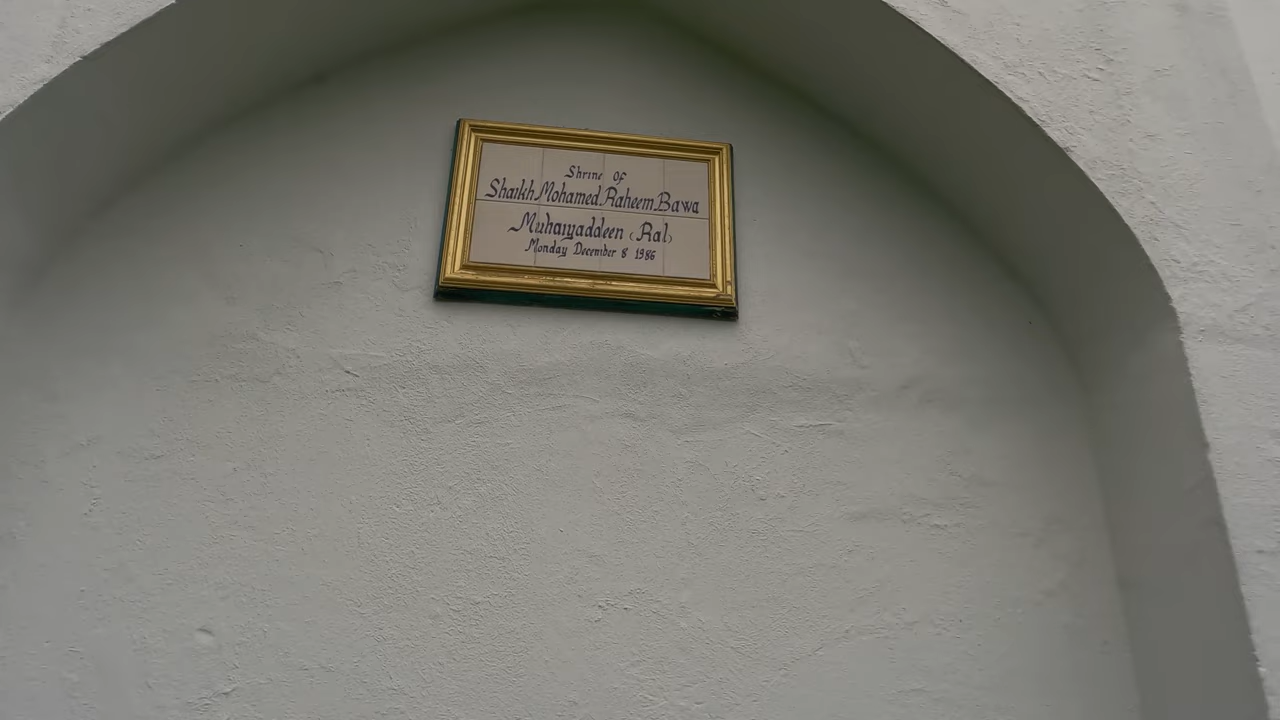 Shrine Of
Shaikh Mohamed Raheem Bawa
Muhaiyaddeen (Ral)
Monday December 8 1986